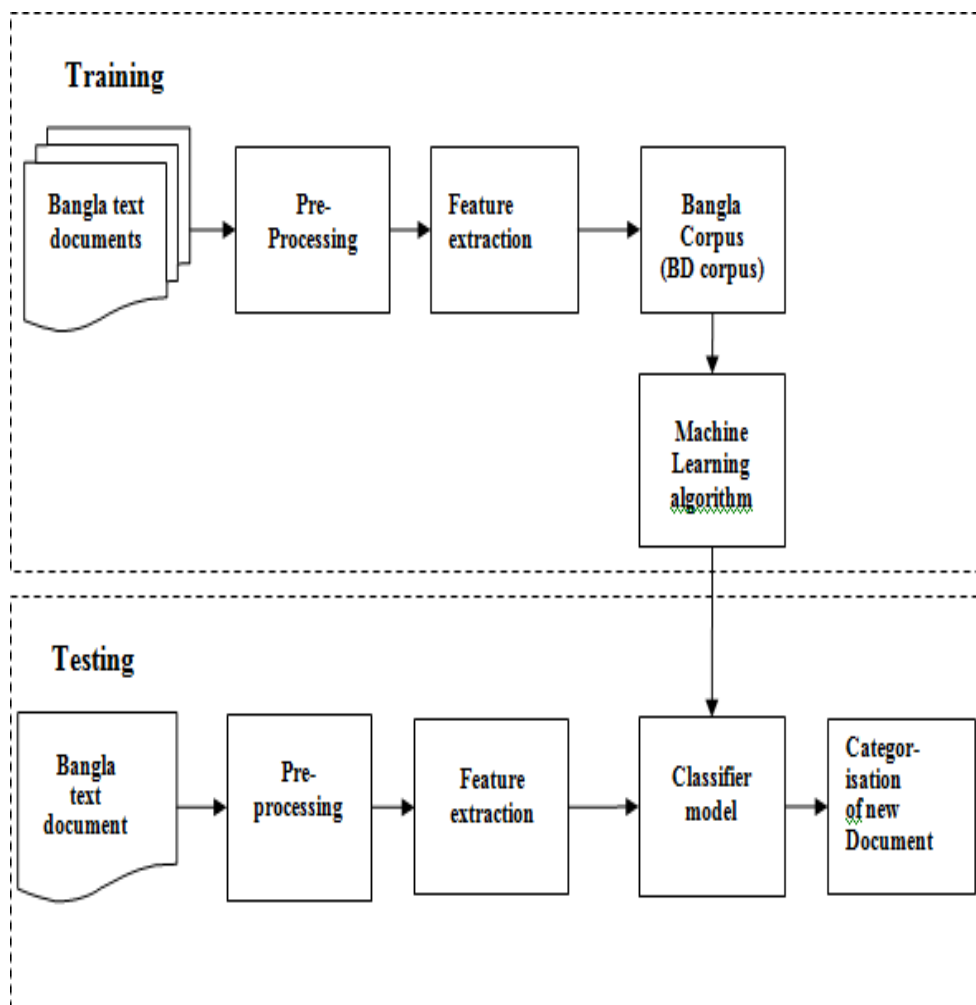 Training
Bangla text
documents
Pre-
Processing
Feature
extraction
Bangla
Corpus
(BD corpus)
Machine
Learning
algorithm
Testing
Bangla
text
document
Pre-
processing
Feature
extraction
Classifier
model
Categor-
isation
of new
Document